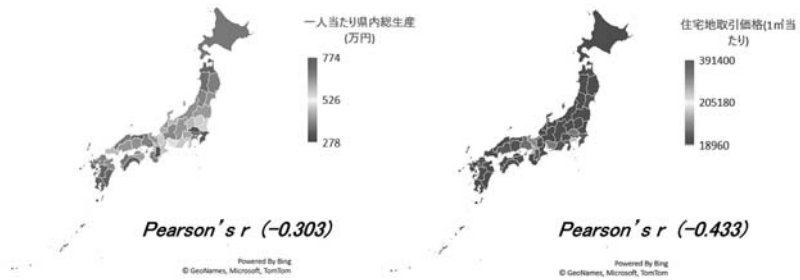 一人当たり県内総生産
(万円)
774
526
278
Pearson's r (-0.303)
Powered By Bing
© GeoNames, Microsoft, TomTom
住宅地取引価格(1㎡当
たり)
391400
205180
18960
Pearson's r (-0.433)
Powered By Bing
© GeoNames, Microsoft, TomTom